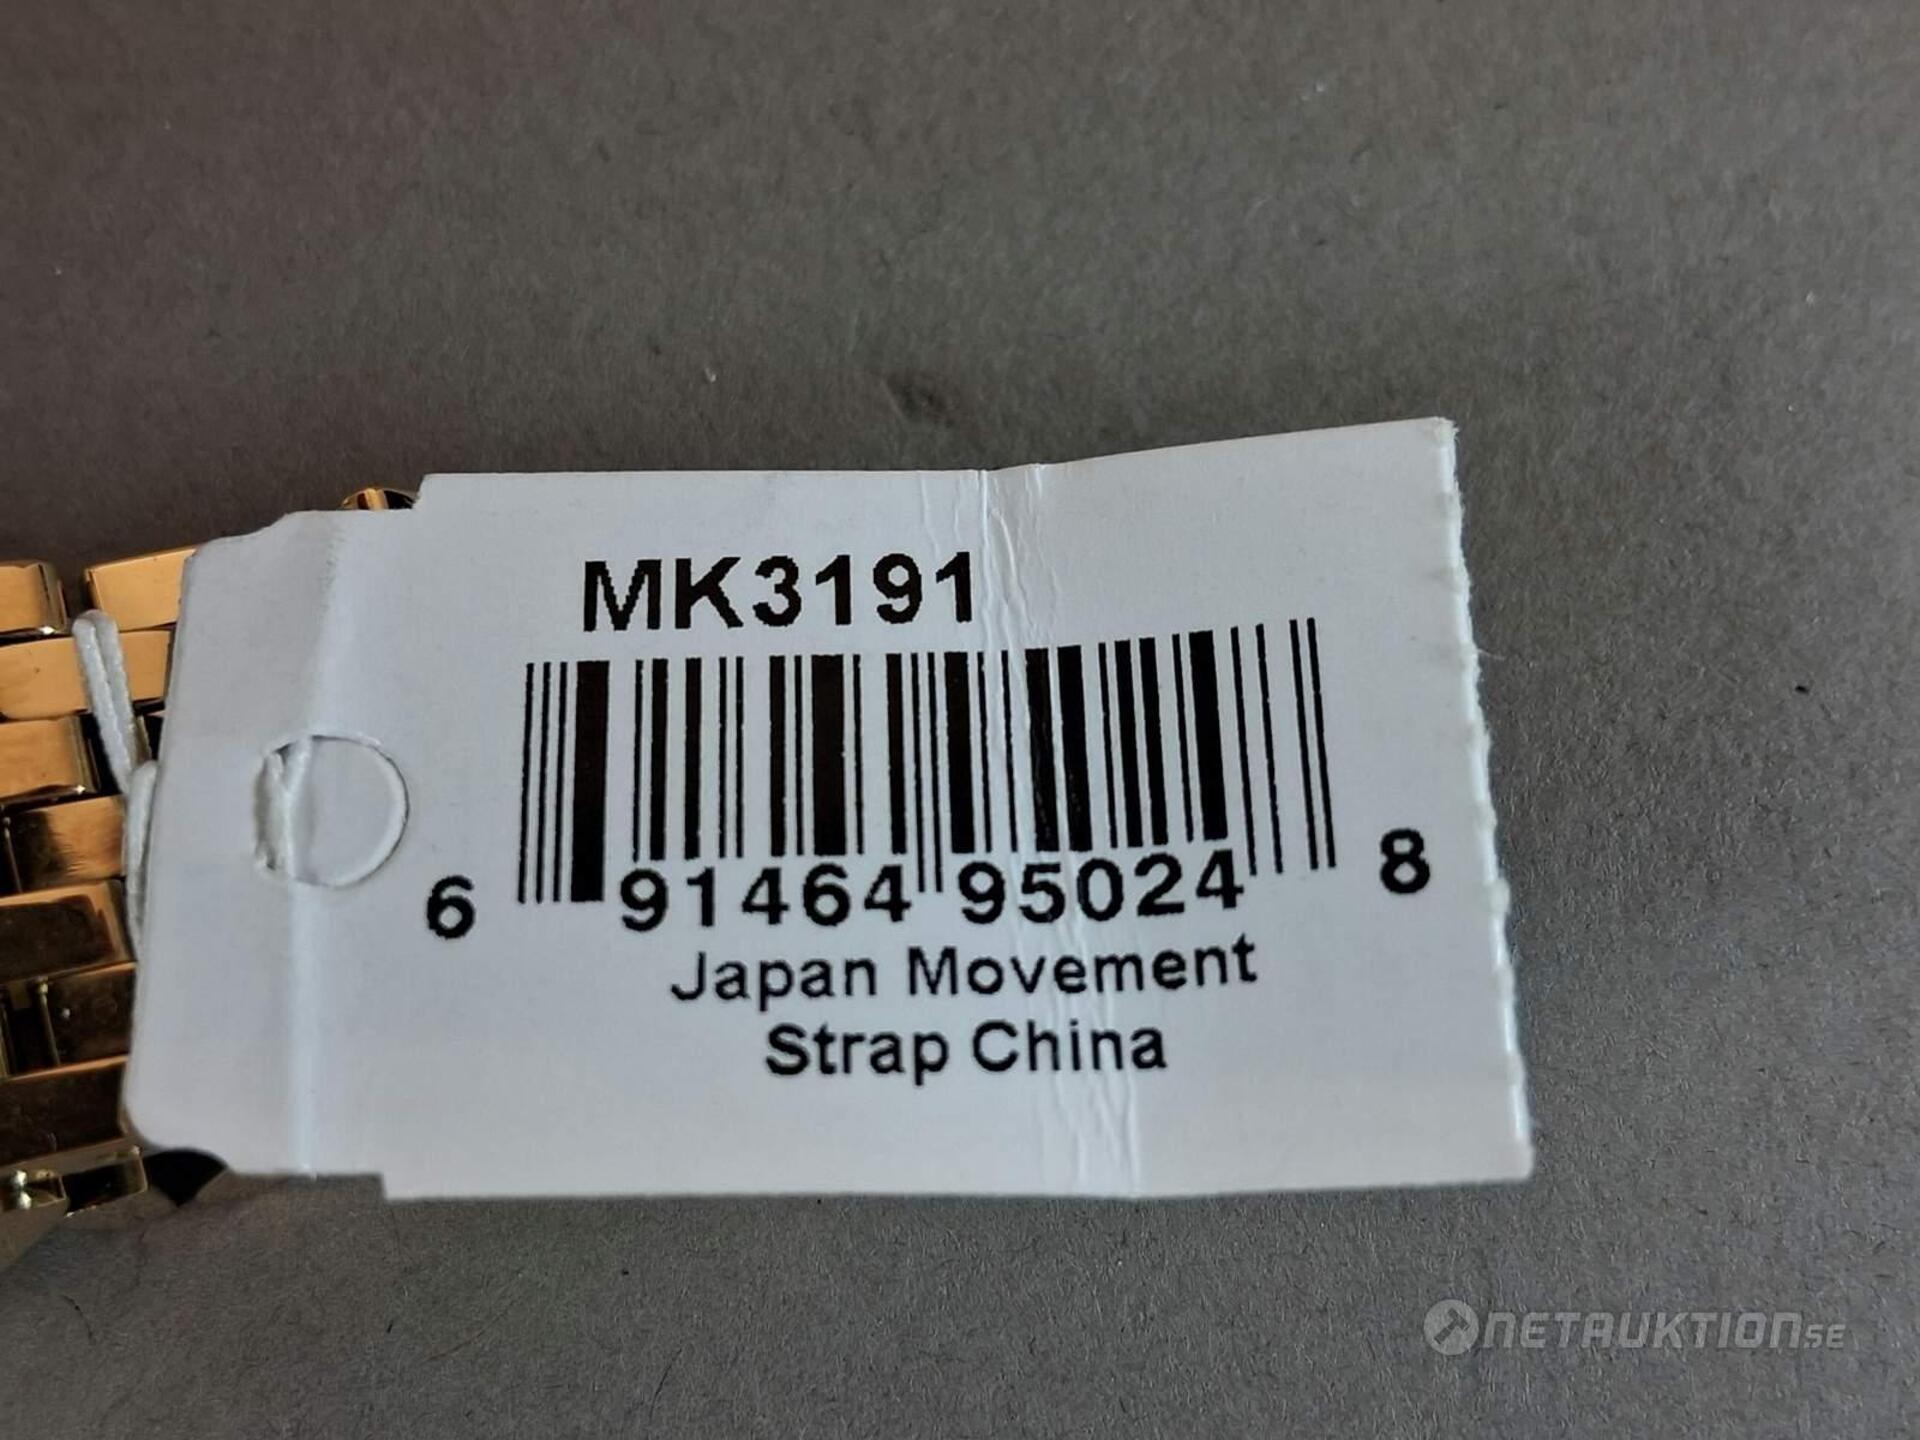 MK3191
6 91464 95024 8
Japan Movement
Strap China
NETAUKTION.SE